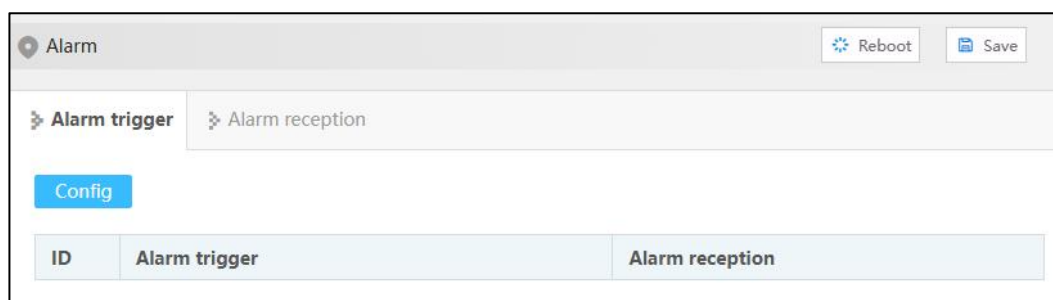 Alarm Reboot Save
Alarm trigger Alarm reception
Config
ID Alarm trigger Alarm reception